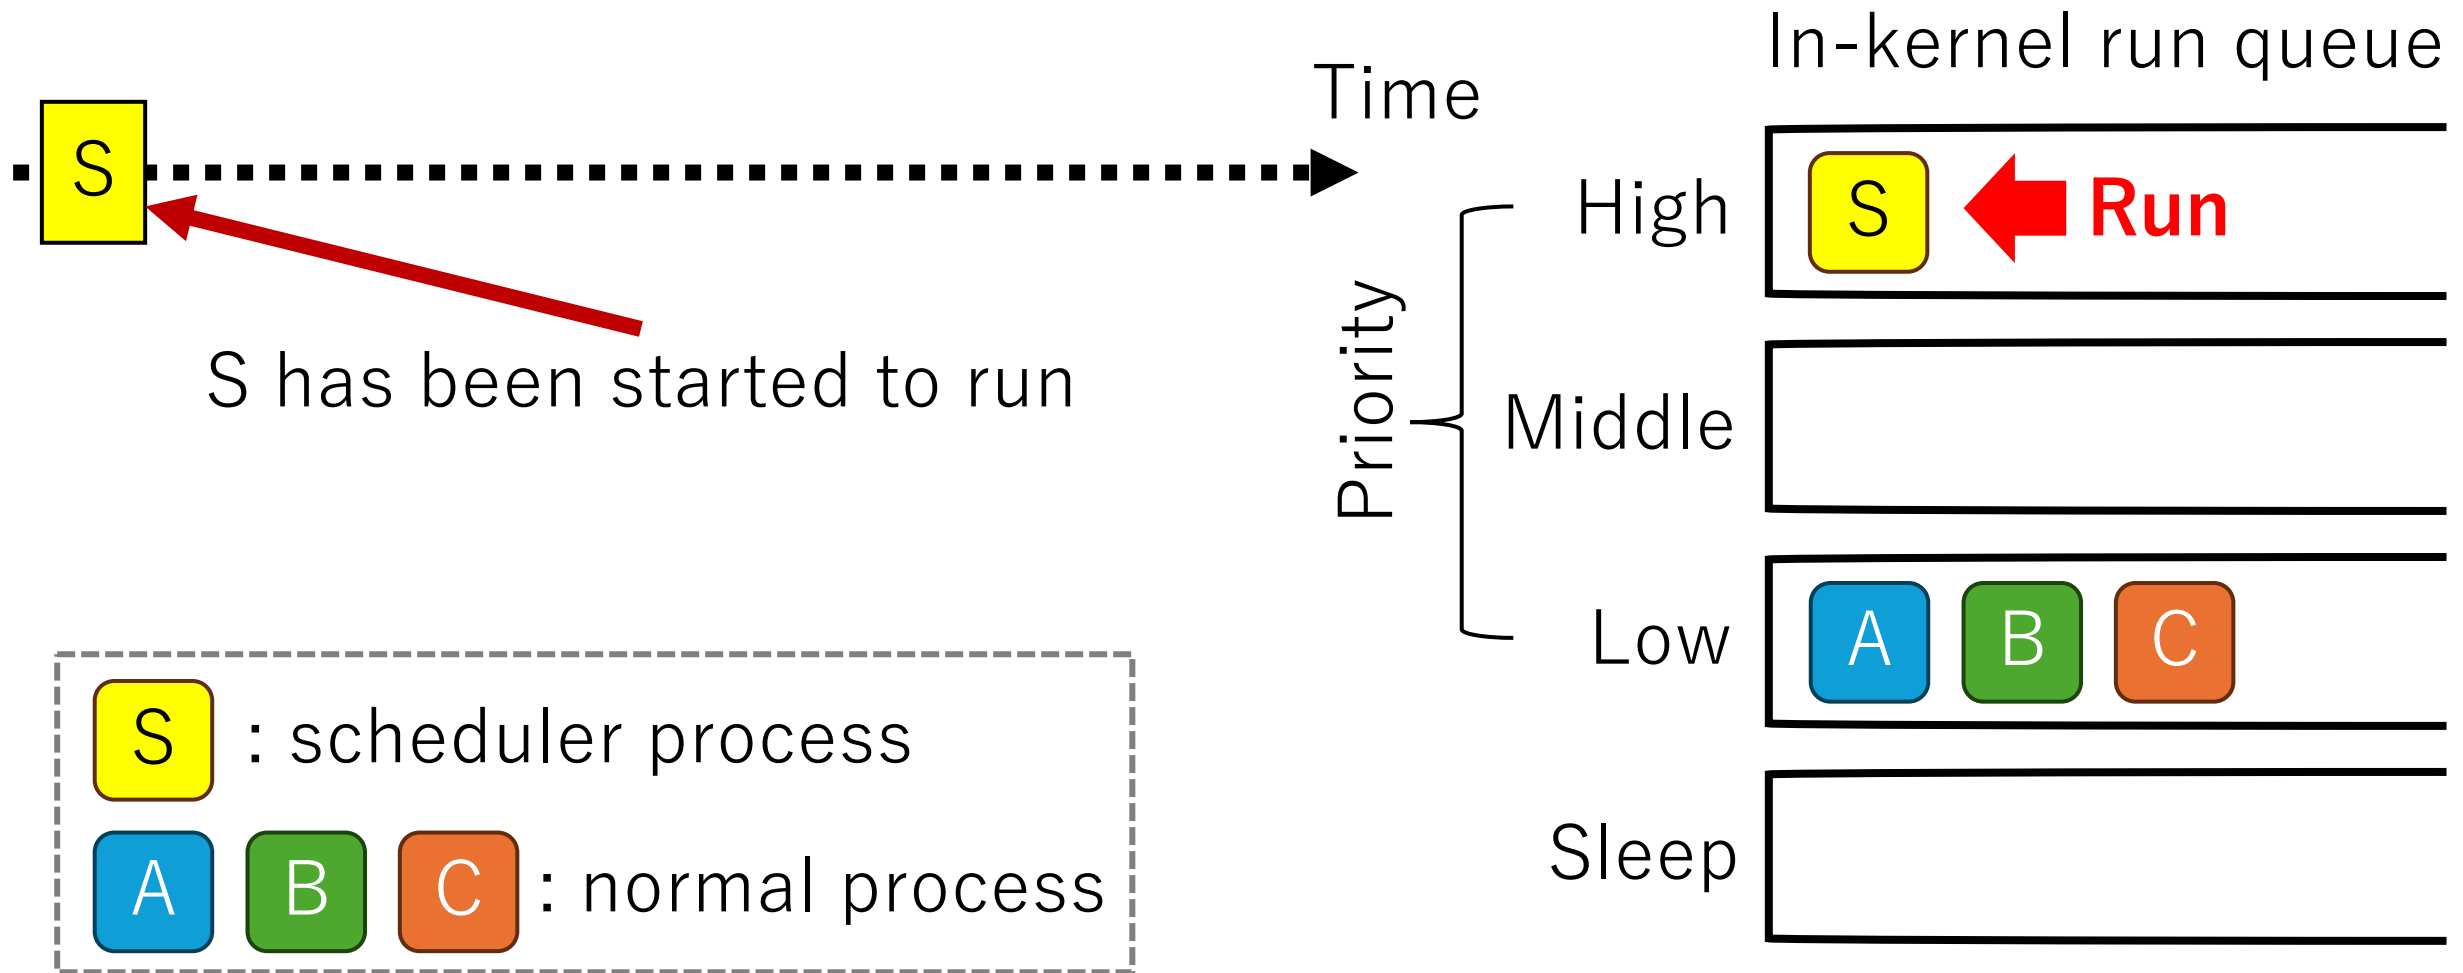 In-kernel run queue
Time
S
S has been started to run
Priority
High
S
Run
Middle
Low
A B C
Sleep
S : scheduler process
A B C : normal process